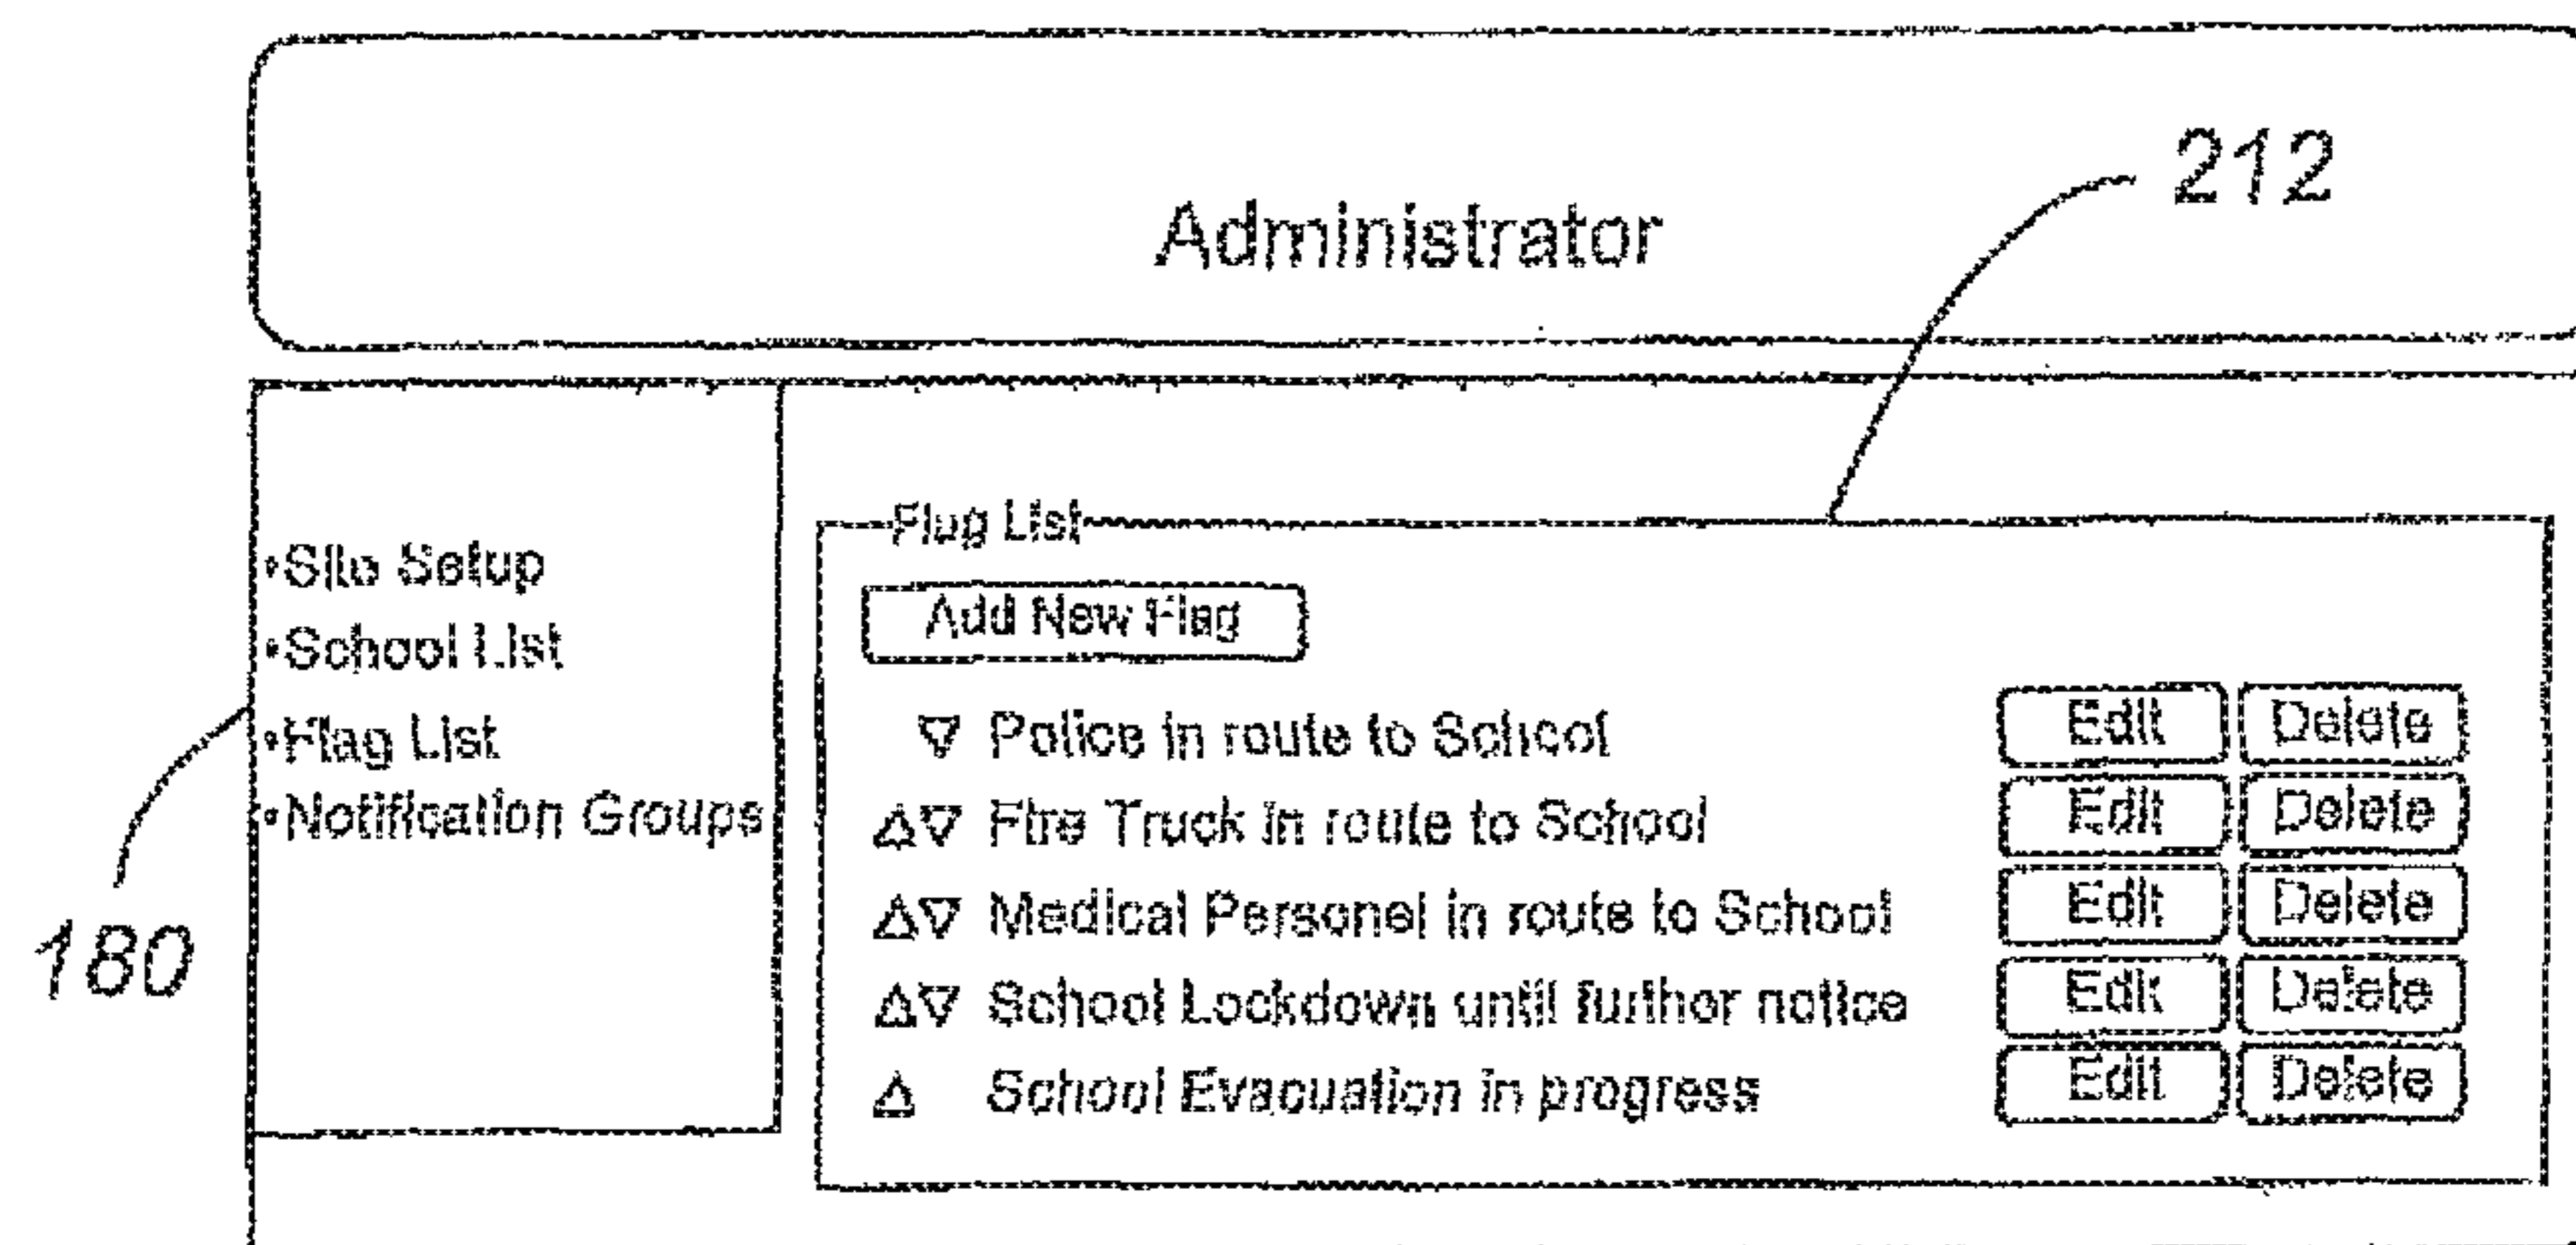 Administrator
212
•Site Setup
•School List
•Flag List
•Notification Groups
180
Flag List
Add New Flag
▽ Police in route to School Edit Delete
△▽ Fire Truck in route to School Edit Delete
△▽ Medical Personel in route to School Edit Delete
△▽ School Lockdown until further notice Edit Delete
△ School Evacuation in progress Edit Delete